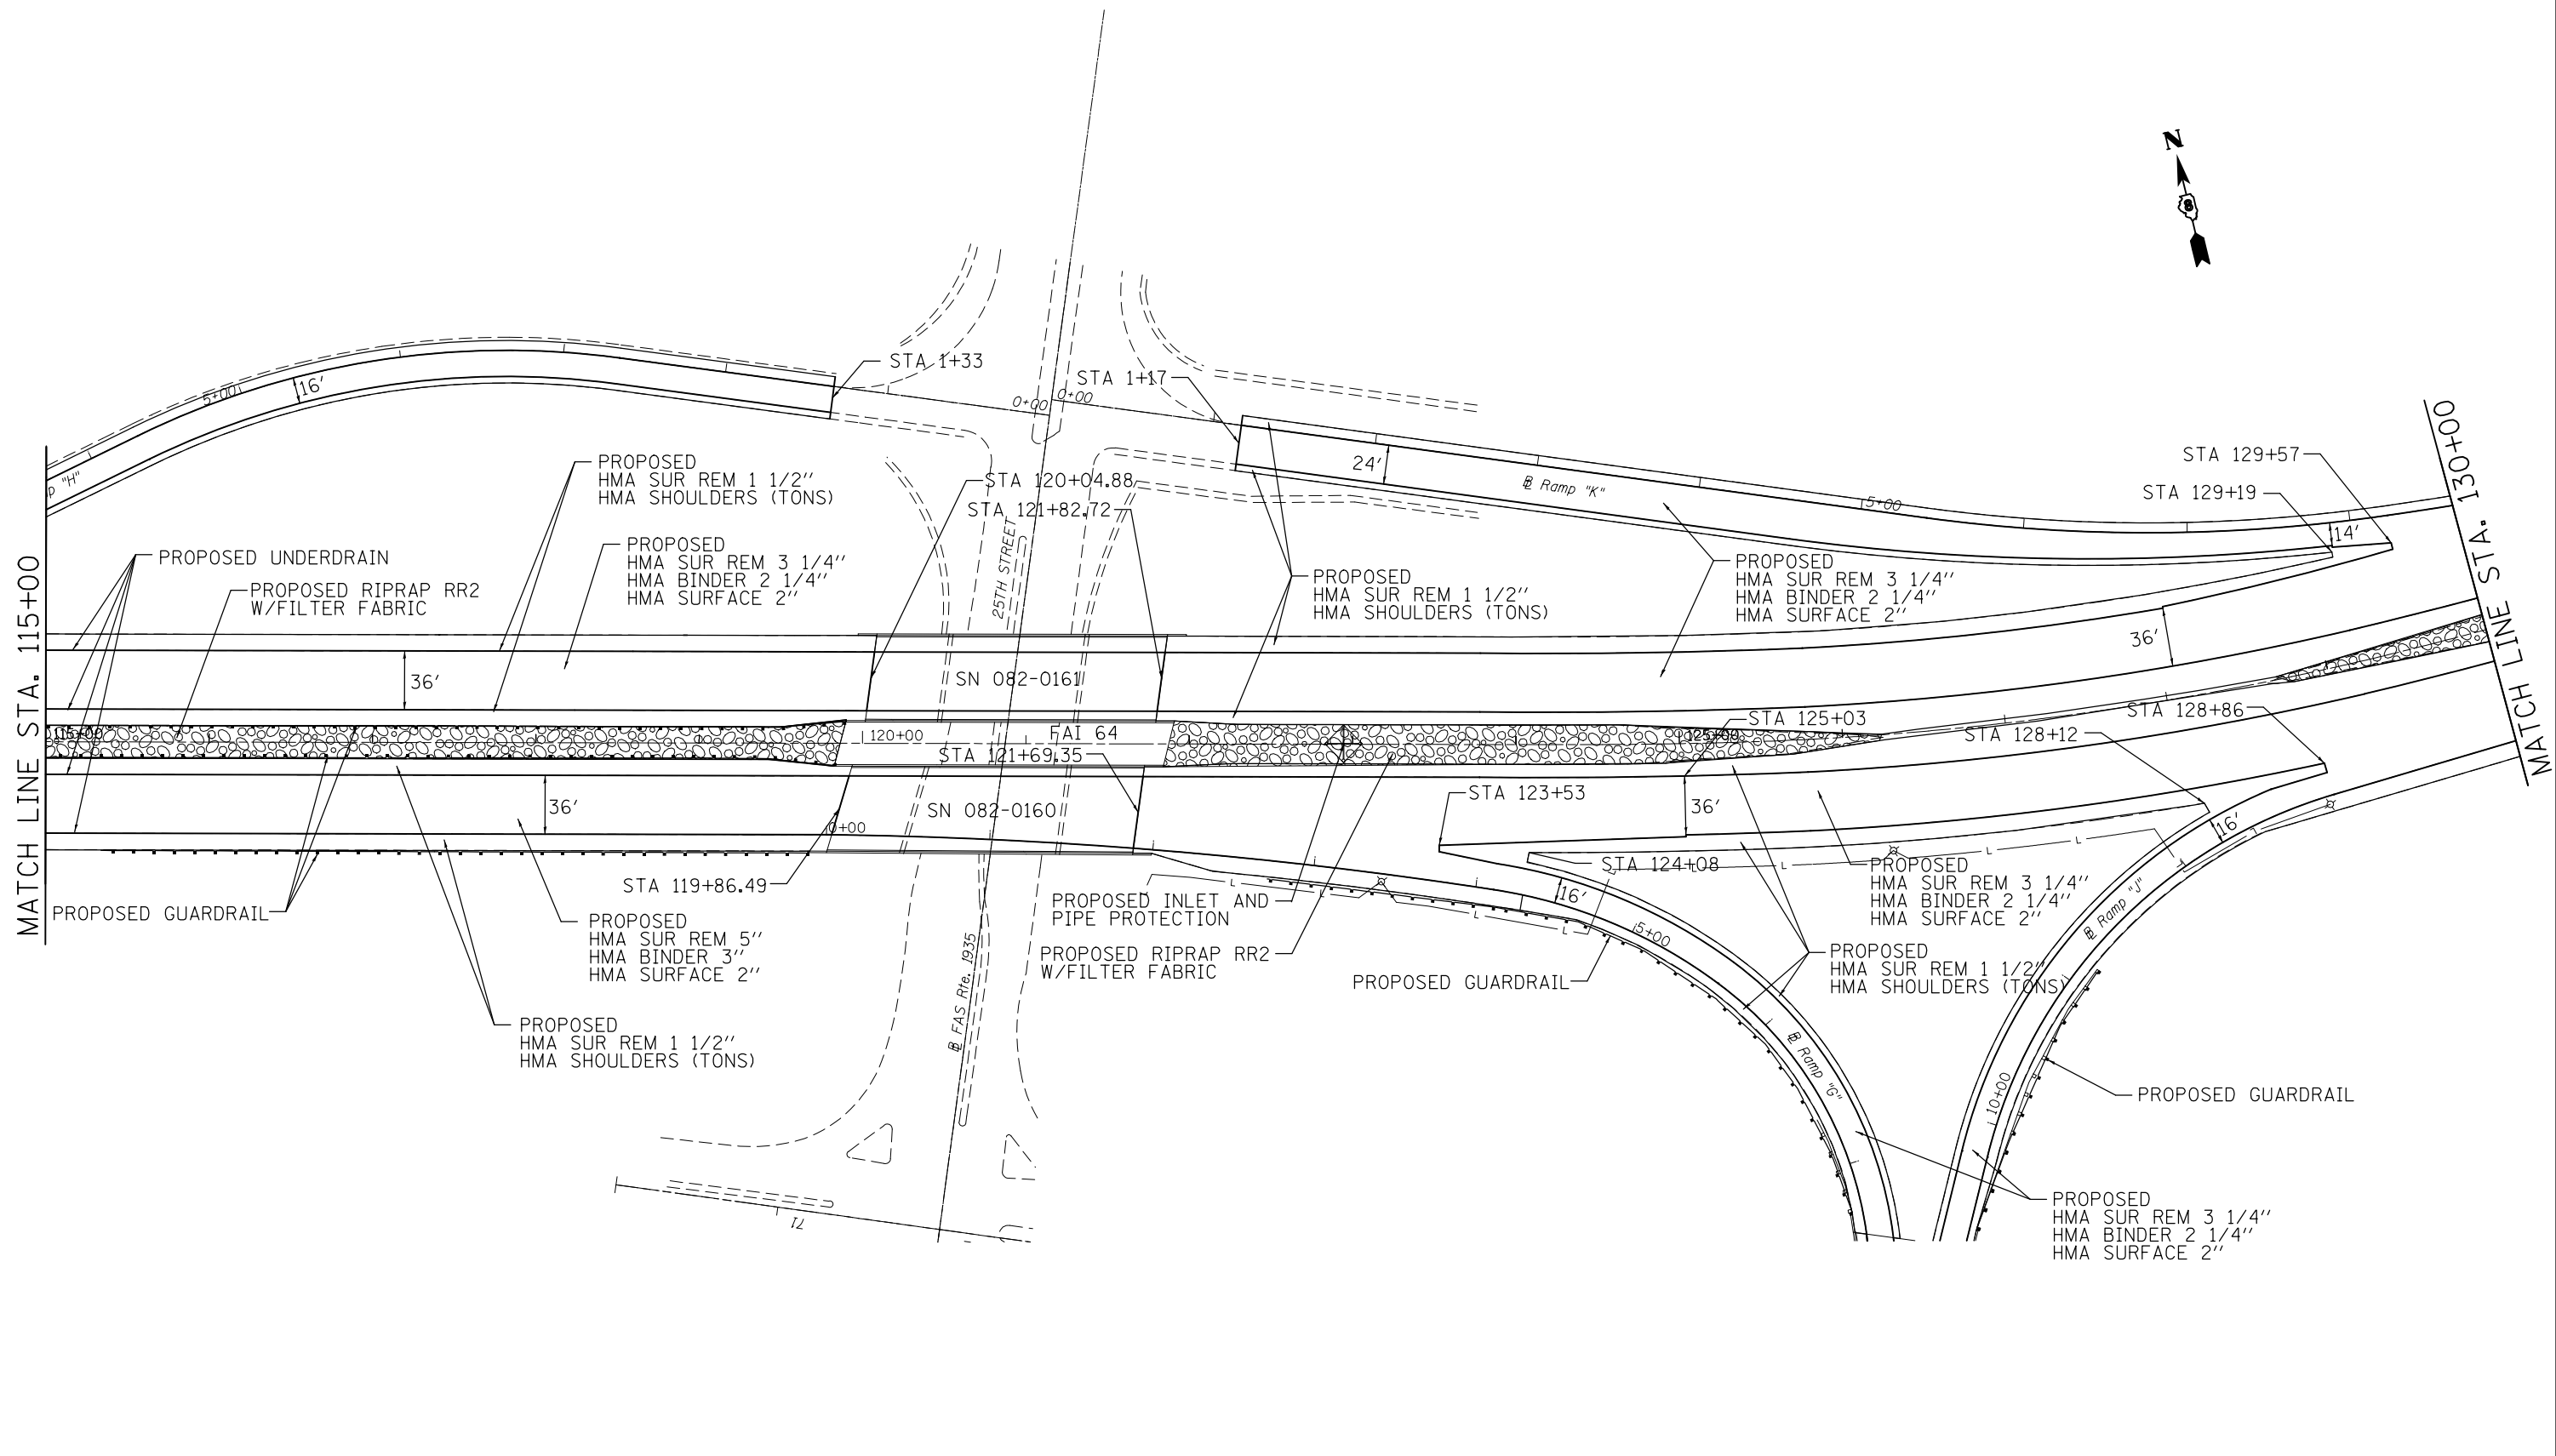 N
8
MATCH LINE STA. 115+00
MATCH LINE STA. 130+00
STA 1+33
STA 1+17
0+00
0+00
5+00
16'
"H"
PROPOSED
HMA SUR REM 1 1/2"
HMA SHOULDERS (TONS)
STA 120+04.88
STA 121+82.72
24'
℄ Ramp "K"
5+00
STA 129+57
STA 129+19
14'
PROPOSED UNDERDRAIN
PROPOSED RIPRAP RR2
W/FILTER FABRIC
PROPOSED
HMA SUR REM 3 1/4"
HMA BINDER 2 1/4"
HMA SURFACE 2"
25TH STREET
PROPOSED
HMA SUR REM 1 1/2"
HMA SHOULDERS (TONS)
PROPOSED
HMA SUR REM 3 1/4"
HMA BINDER 2 1/4"
HMA SURFACE 2"
36'
SN 082-0161
36'
115+00
120+00
FAI 64
STA 121+69.35
125+00
STA 125+03
STA 128+86
STA 128+12
36'
0+00
SN 082-0160
STA 123+53
36'
16'
STA 119+86.49
PROPOSED GUARDRAIL
PROPOSED
HMA SUR REM 5"
HMA BINDER 3"
HMA SURFACE 2"
PROPOSED
HMA SUR REM 1 1/2"
HMA SHOULDERS (TONS)
PROPOSED INLET AND
PIPE PROTECTION
PROPOSED RIPRAP RR2
W/FILTER FABRIC
STA 124+08
L
L
L
L
L
L
L
L
16'
5+00
PROPOSED GUARDRAIL
PROPOSED
HMA SUR REM 3 1/4"
HMA BINDER 2 1/4"
HMA SURFACE 2"
PROPOSED
HMA SUR REM 1 1/2"
HMA SHOULDERS (TONS)
℄ Ramp "J"
℄ Ramp "G"
10+00
℄ FAS Rte. 1935
71
PROPOSED GUARDRAIL
PROPOSED
HMA SUR REM 3 1/4"
HMA BINDER 2 1/4"
HMA SURFACE 2"